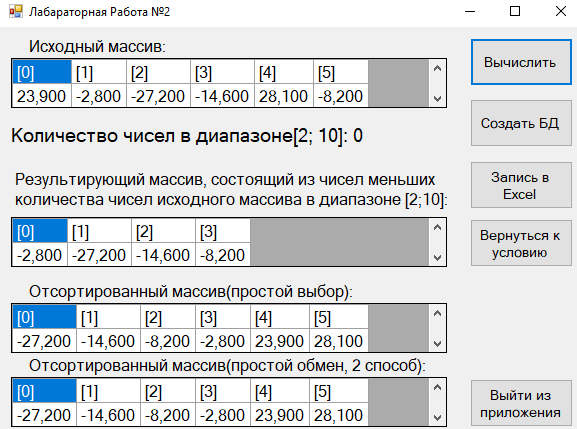 Лабараторная Работа №2
Исходный массив:
[0] [1] [2] [3] [4] [5]
23,900 -2,800 -27,200 -14,600 28,100 -8,200
Количество чисел в диапазоне[2; 10]: 0
Результирующий массив, состоящий из чисел меньших
количества чисел исходного массива в диапазоне [2;10]:
[0] [1] [2] [3]
-2,800 -27,200 -14,600 -8,200
Отсортированный массив(простой выбор):
[0] [1] [2] [3] [4] [5]
-27,200 -14,600 -8,200 -2,800 23,900 28,100
Отсортированный массив(простой обмен, 2 способ):
[0] [1] [2] [3] [4] [5]
-27,200 -14,600 -8,200 -2,800 23,900 28,100
Вычислить
Создать БД
Запись в
Excel
Вернуться к
условию
Выйти из
приложения